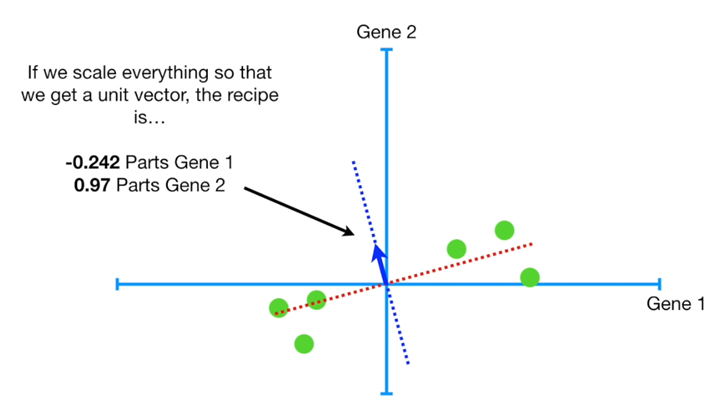 Gene 2
If we scale everything so that
we get a unit vector, the recipe
is…
-0.242 Parts Gene 1
0.97 Parts Gene 2
Gene 1